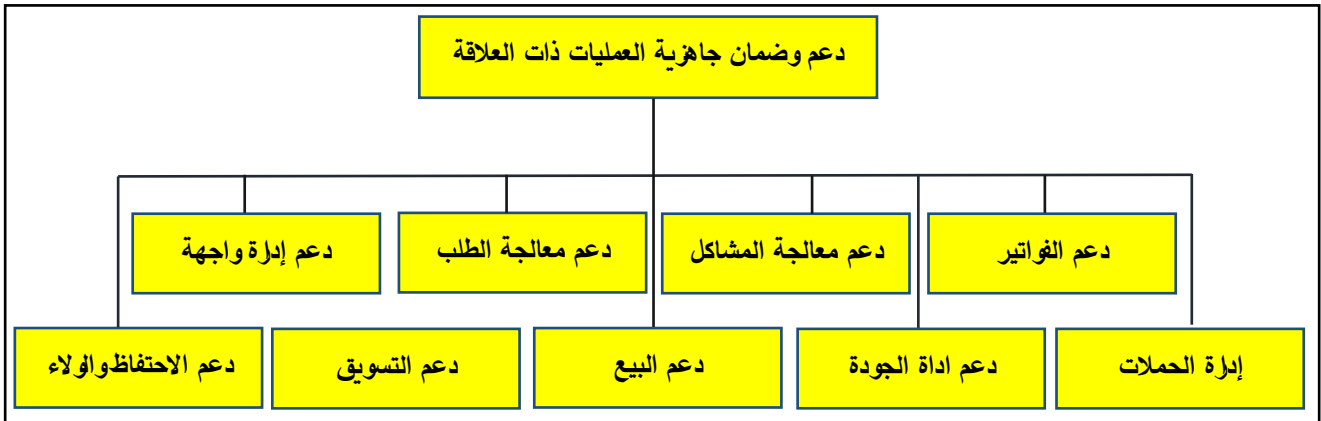 دعم وضمان جاهزية العمليات ذات العلاقة
دعم الفواتير
دعم معالجة المشاكل
دعم معالجة الطلب
دعم إدارة واجهة
إدارة الحملات
دعم اداة الجودة
دعم البيع
دعم التسويق
دعم الاحتفاظ والولاء